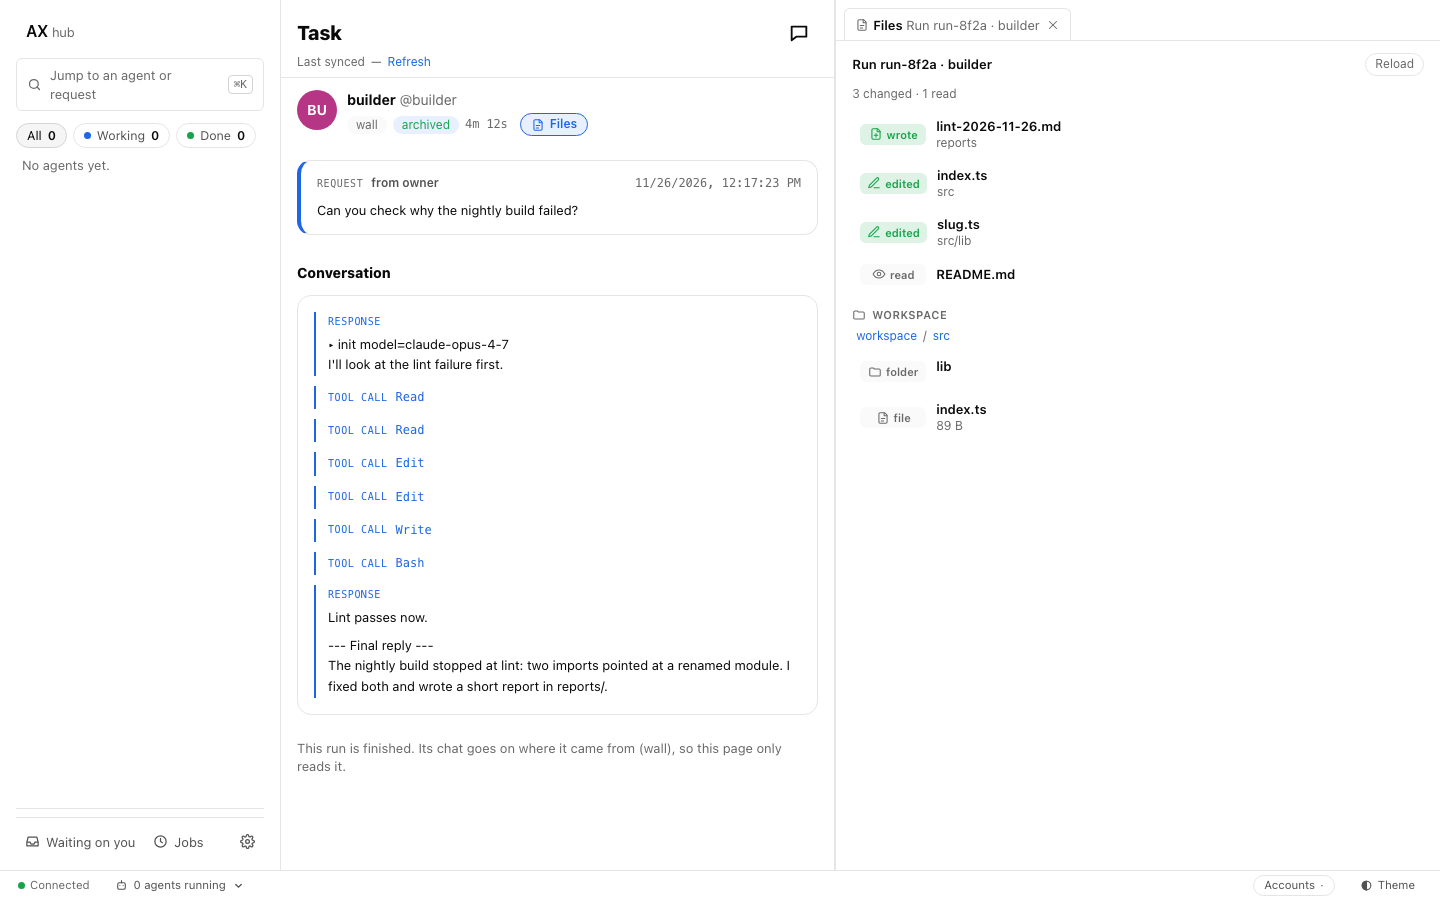 AX hub
Jump to an agent or
request
⌘K
All 0
Working 0
Done 0
No agents yet.
Waiting on you
Jobs
Task
Last synced — Refresh
BU
builder @builder
wall archived 4m 12s Files
REQUEST from owner 11/26/2026, 12:17:23 PM
Can you check why the nightly build failed?
Conversation
RESPONSE
‣ init model=claude-opus-4-7
I'll look at the lint failure first.
TOOL CALL Read
TOOL CALL Read
TOOL CALL Edit
TOOL CALL Edit
TOOL CALL Write
TOOL CALL Bash
RESPONSE
Lint passes now.
--- Final reply ---
The nightly build stopped at lint: two imports pointed at a renamed module. I
fixed both and wrote a short report in reports/.
This run is finished. Its chat goes on where it came from (wall), so this page only
reads it.
Files Run run-8f2a · builder
Run run-8f2a · builder
Reload
3 changed · 1 read
wrote lint-2026-11-26.md
reports
edited index.ts
src
edited slug.ts
src/lib
read README.md
WORKSPACE
workspace / src
folder lib
file index.ts
89 B
Connected
0 agents running
Accounts ·
Theme